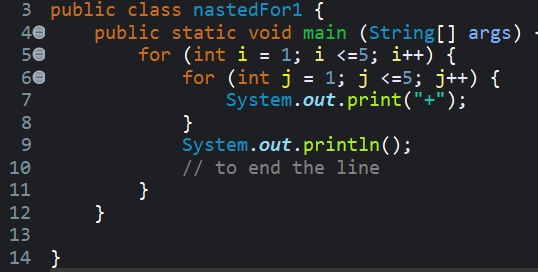 3 public class nastedFor1 {
4 public static void main (String[] args) {
5 for (int i = 1; i <=5; i++) {
6 for (int j = 1; j <=5; j++) {
7 System.out.print("+");
8 }
9 System.out.println();
10 // to end the line
11 }
12 }
13
14 }